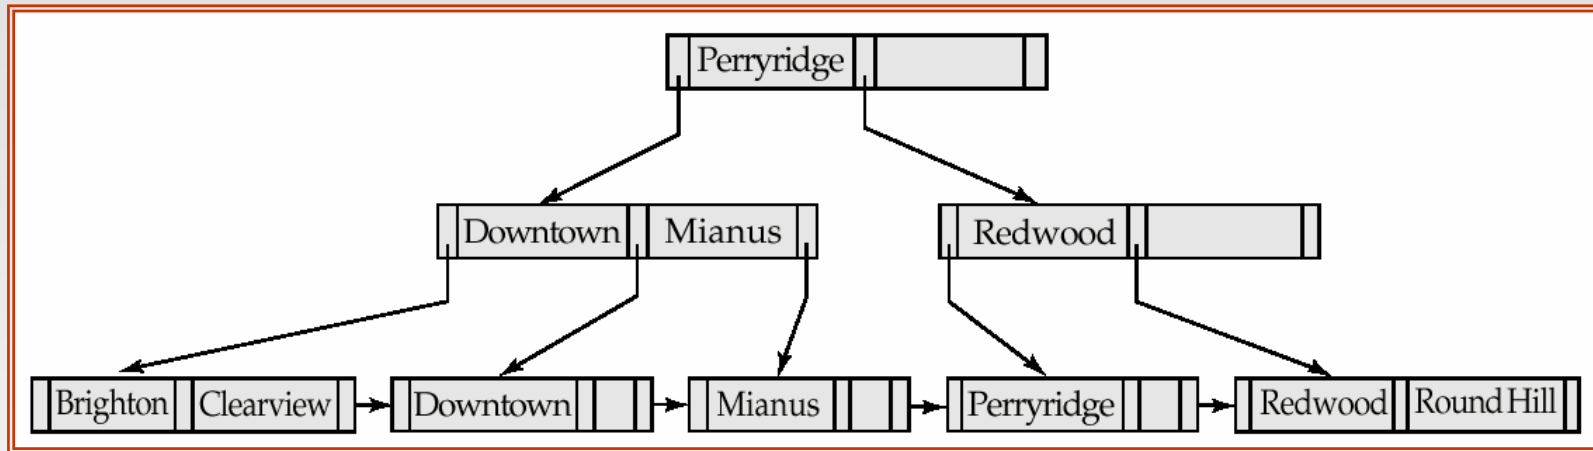 Perryridge
Downtown Mianus Redwood
Brighton Clearview Downtown Mianus Perryridge Redwood Round Hill